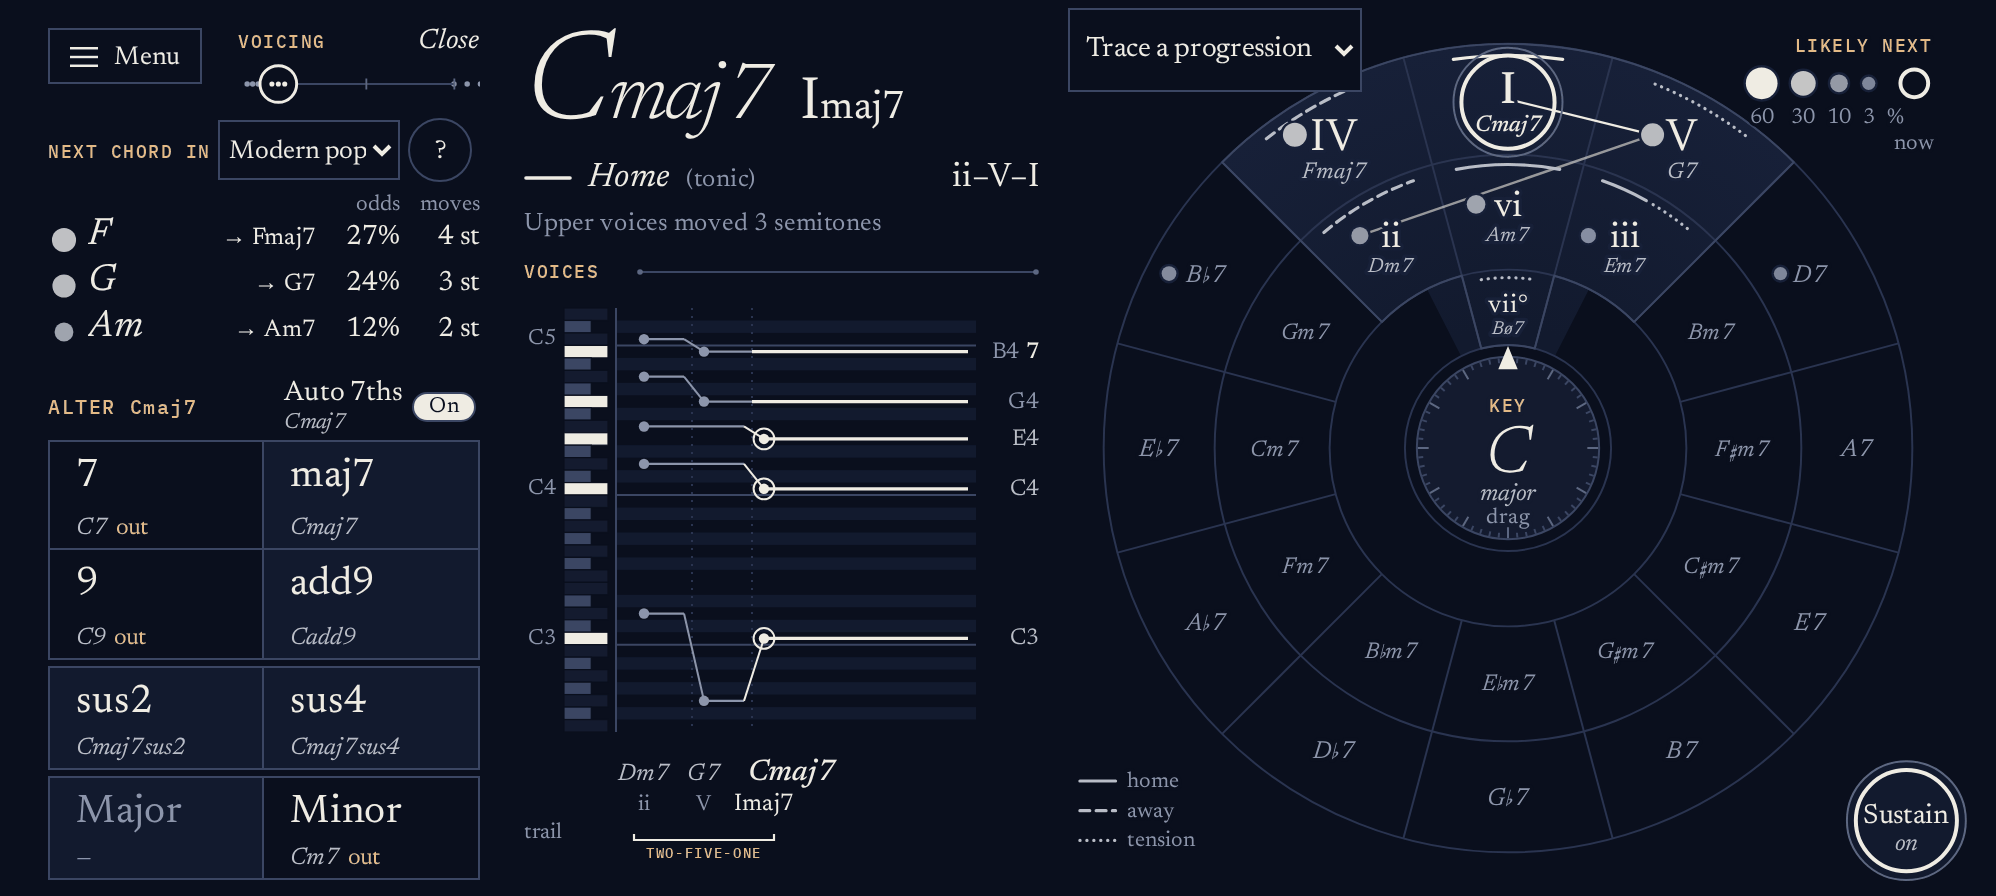 Menu
VOICING
Close
NEXT CHORD IN
Modern pop
?
odds moves
F → Fmaj7 27% 4 st
G → G7 24% 3 st
Am → Am7 12% 2 st
ALTER Cmaj7
Auto 7ths
Cmaj7
On
7
C7 out
maj7
Cmaj7
9
C9 out
add9
Cadd9
sus2
Cmaj7sus2
sus4
Cmaj7sus4
Major
–
Minor
Cm7 out
Cmaj7 Imaj7
Home (tonic)
ii–V–I
Upper voices moved 3 semitones
VOICES
C5
B4 7
G4
E4
C4
C4
C3
C3
Dm7 G7 Cmaj7
ii V Imaj7
trail
TWO-FIVE-ONE
Trace a progression
LIKELY NEXT
60 30 10 3 %
now
I
Cmaj7
IV
Fmaj7
V
G7
vi
Am7
ii
Dm7
iii
Em7
vii°
Bø7
B♭7
D7
Gm7
Bm7
E♭7
Cm7
F♯m7
A7
KEY
C
major
drag
Fm7
C♯m7
A♭7
E7
B♭m7
G♯m7
E♭m7
D♭7
B7
G♭7
home
away
tension
Sustain
on